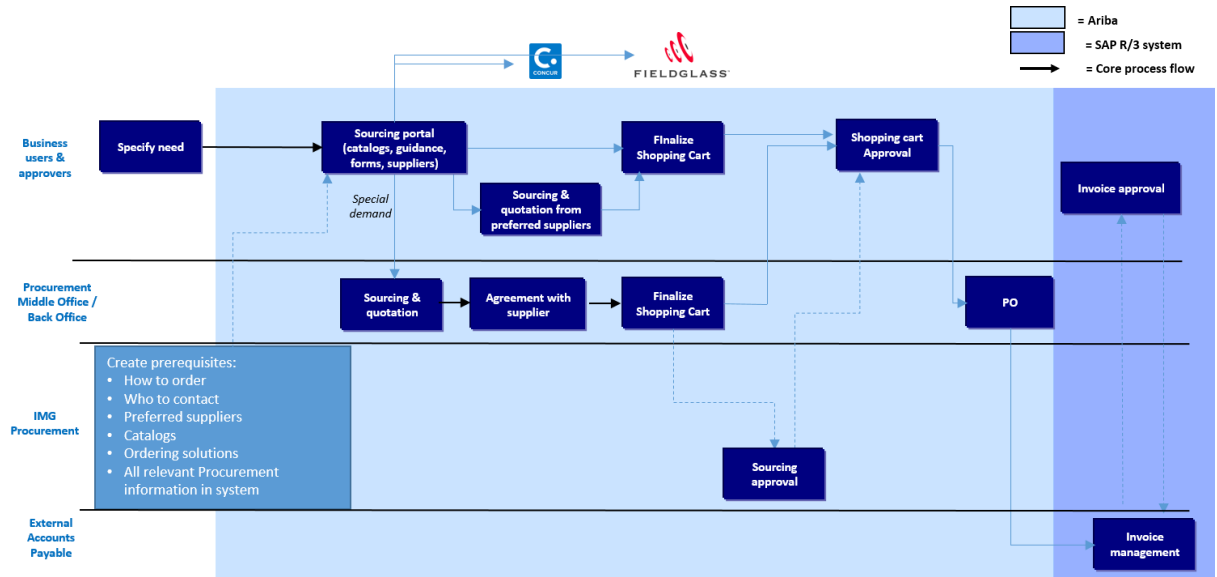 = Ariba
= SAP R/3 system
= Core process flow
C.
CONCUR
FIELDGLASS
Business
users &
approvers
Specify need
Sourcing portal
(catalogs, guidance,
forms, suppliers)
FInalize
Shopping Cart
Shopping cart
Approval
Invoice approval
Special
demand
Sourcing &
quotation from
preferred suppliers
Procurement
Middle Office /
Back Office
Sourcing &
quotation
Agreement with
supplier
Finalize
Shopping Cart
PO
IMG
Procurement
Create prerequisites:
• How to order
• Who to contact
• Preferred suppliers
• Catalogs
• Ordering solutions
• All relevant Procurement
information in system
Sourcing
approval
External
Accounts
Payable
Invoice
management